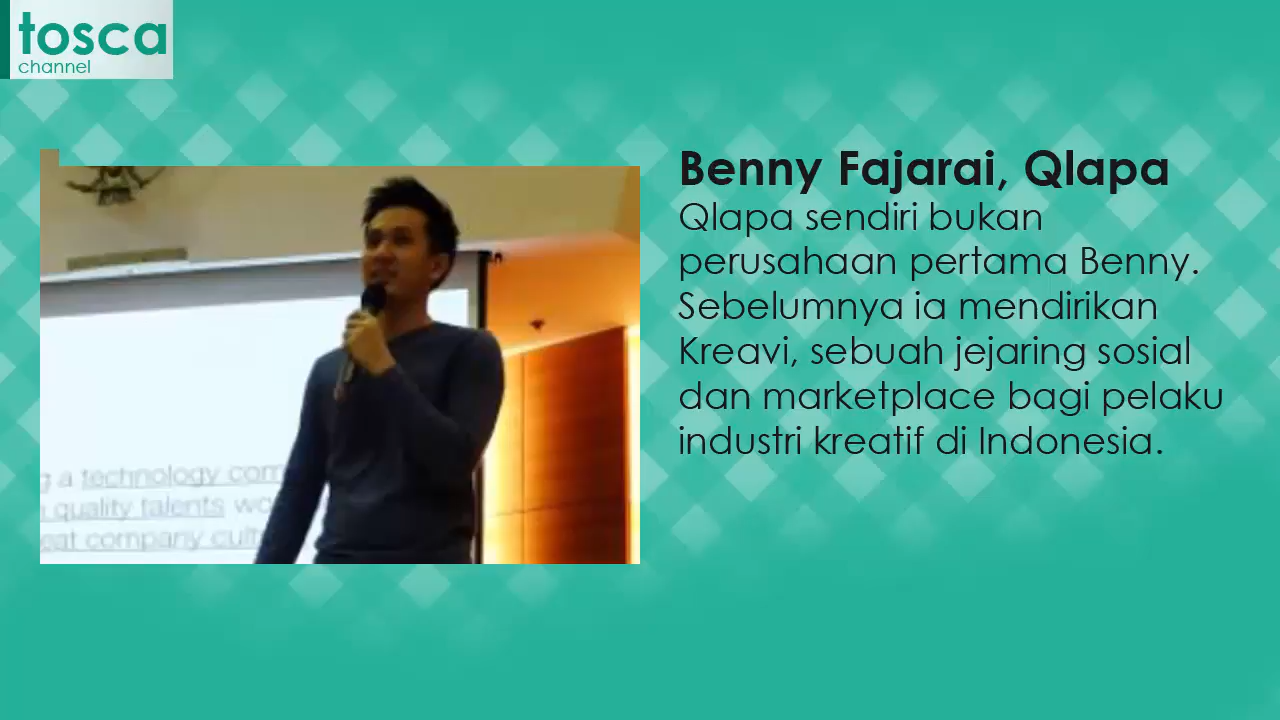 tosca
channel
Benny Fajarai, Qlapa
Qlapa sendiri bukan
perusahaan pertama Benny.
Sebelumnya ia mendirikan
Kreavi, sebuah jejaring sosial
dan marketplace bagi pelaku
industri kreatif di Indonesia.
a technology com
quality talents wo
eat company cult